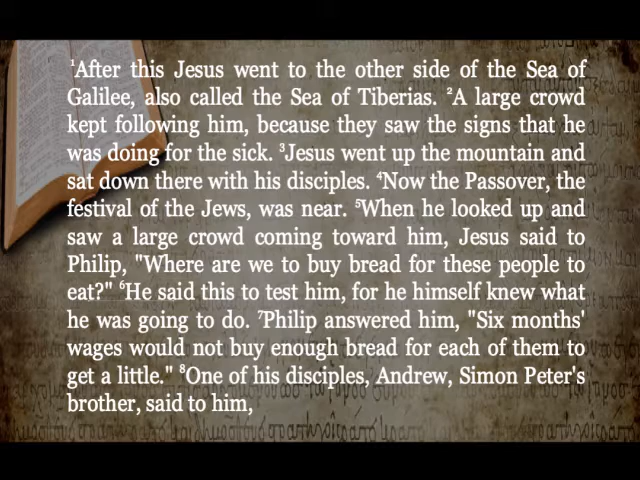 ¹After this Jesus went to the other side of the Sea of
Galilee, also called the Sea of Tiberias. ²A large crowd
kept following him, because they saw the signs that he
was doing for the sick. ³Jesus went up the mountain and
sat down there with his disciples. ⁴Now the Passover, the
festival of the Jews, was near. ⁵When he looked up and
saw a large crowd coming toward him, Jesus said to
Philip, "Where are we to buy bread for these people to
eat?" ⁶He said this to test him, for he himself knew what
he was going to do. ⁷Philip answered him, "Six months'
wages would not buy enough bread for each of them to
get a little." ⁸One of his disciples, Andrew, Simon Peter's
brother, said to him,